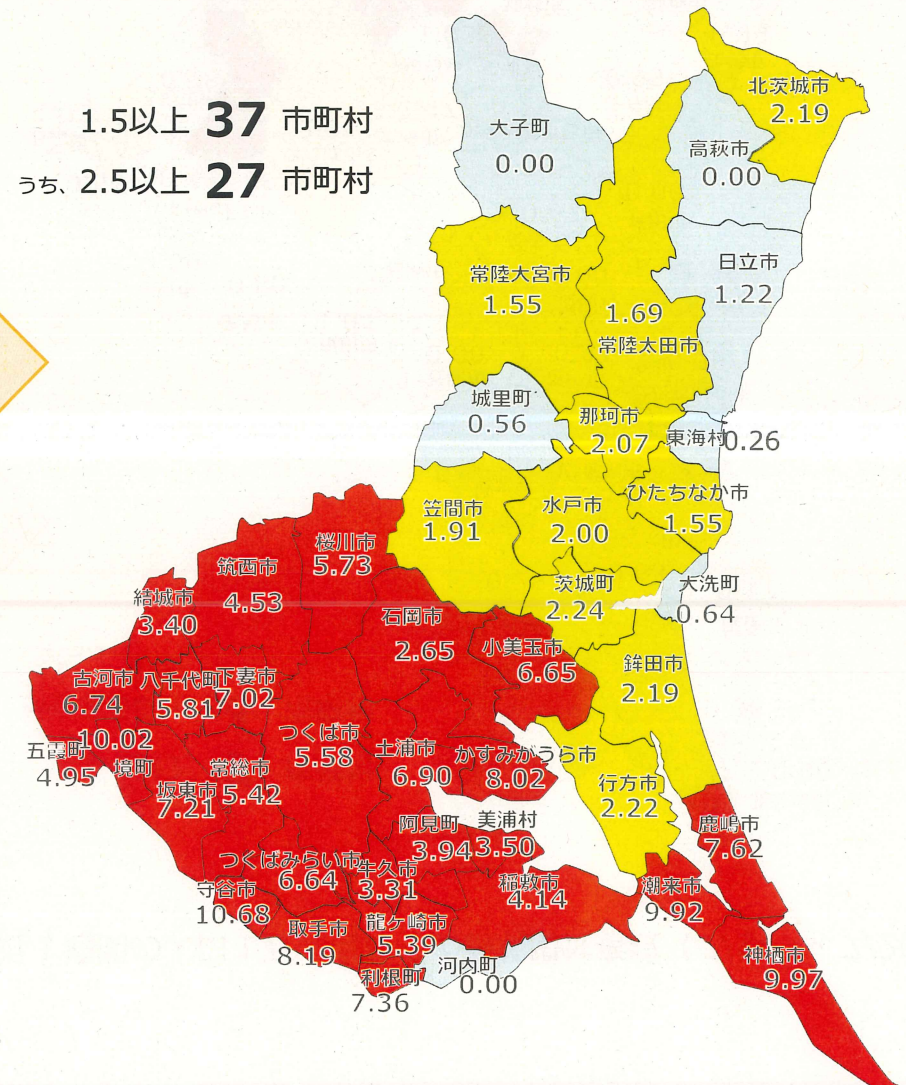 1.5以上 37 市町村
うち、2.5以上 27 市町村
北茨城市
2.19
大子町
0.00
高萩市
0.00
日立市
1.22
常陸大宮市
1.55
1.69
常陸太田市
城里町
0.56
那珂市
2.07
東海村
0.26
笠間市
1.91
水戸市
2.00
ひたちなか市
1.55
桜川市
5.73
筑西市
4.53
結城市
3.40
茨城町
2.24
大洗町
0.64
石岡市
2.65
小美玉市
6.65
鉾田市
2.19
古河市
6.74
八千代町
5.81
下妻市
7.02
つくば市
5.58
土浦市
6.90
かすみがうら市
8.02
五霞町
4.95
10.02
境町
坂東市
7.21
常総市
5.42
行方市
2.22
鹿嶋市
7.62
阿見町
3.94
美浦村
3.50
つくばみらい市
6.64
牛久市
3.31
稲敷市
4.14
潮来市
9.92
守谷市
10.68
取手市
8.19
龍ヶ崎市
5.39
利根町
7.36
河内町
0.00
神栖市
9.97